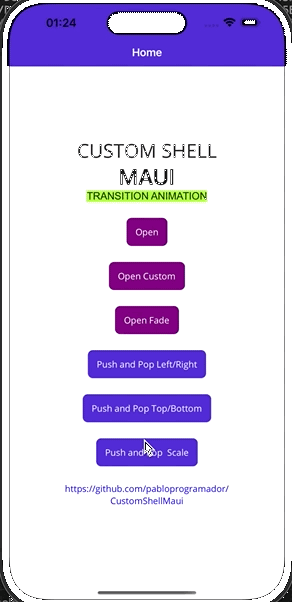 01:24
Home
CUSTOM SHELL
MAUI
TRANSITION ANIMATION
Open
Open Custom
Open Fade
Push and Pop Left/Right
Push and Pop Top/Bottom
Push and Pop Scale
https://github.com/pabloprogramador/
CustomShellMaui